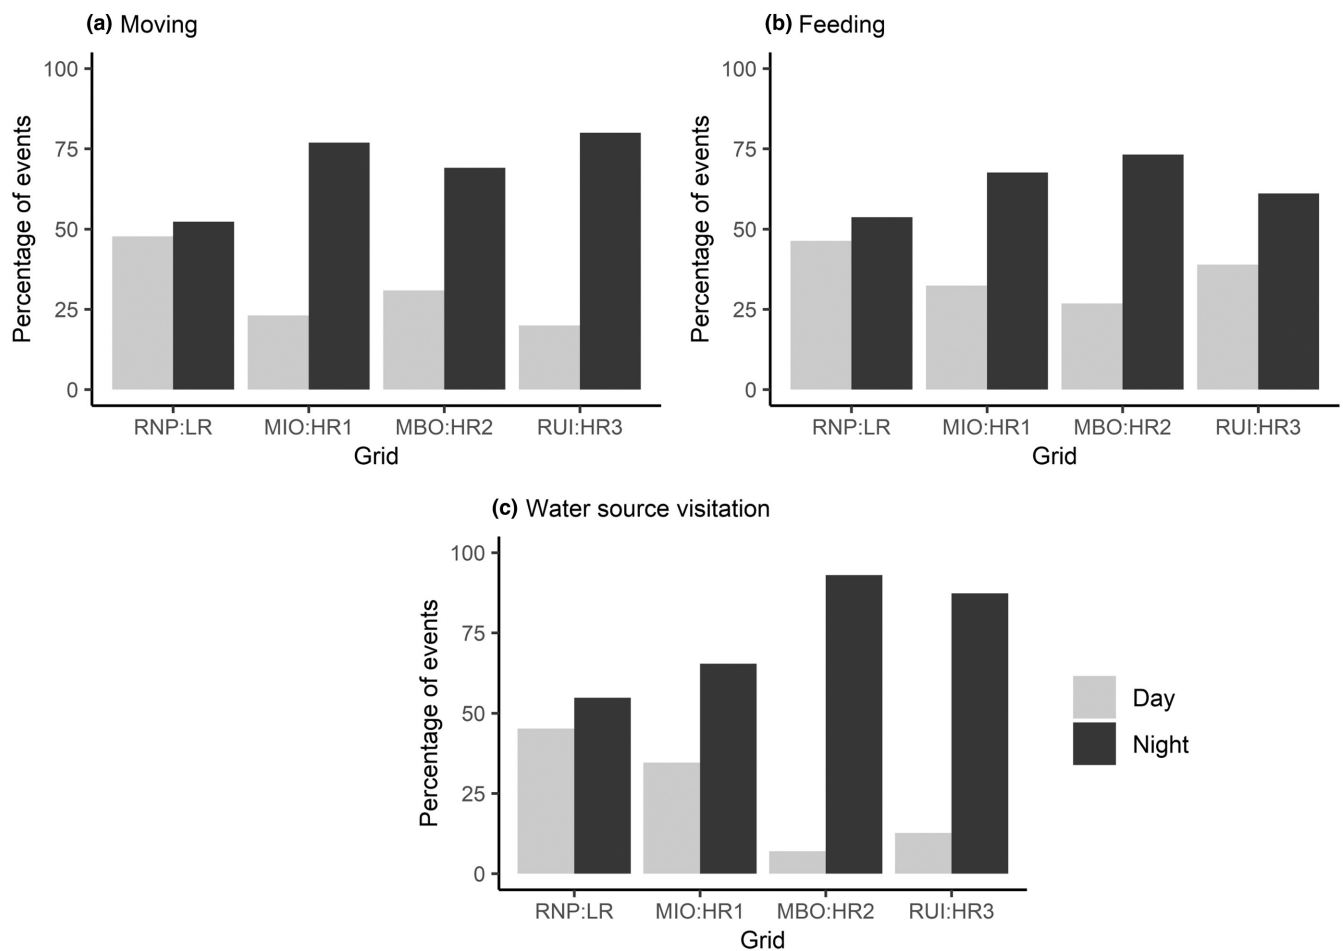 (a) Moving
Percentage of events
100
75
50
25
0
RNP:LR MIO:HR1 MBO:HR2 RUI:HR3
Grid
(b) Feeding
Percentage of events
100
75
50
25
0
RNP:LR MIO:HR1 MBO:HR2 RUI:HR3
Grid
(c) Water source visitation
Percentage of events
100
75
50
25
0
RNP:LR MIO:HR1 MBO:HR2 RUI:HR3
Grid
Day
Night